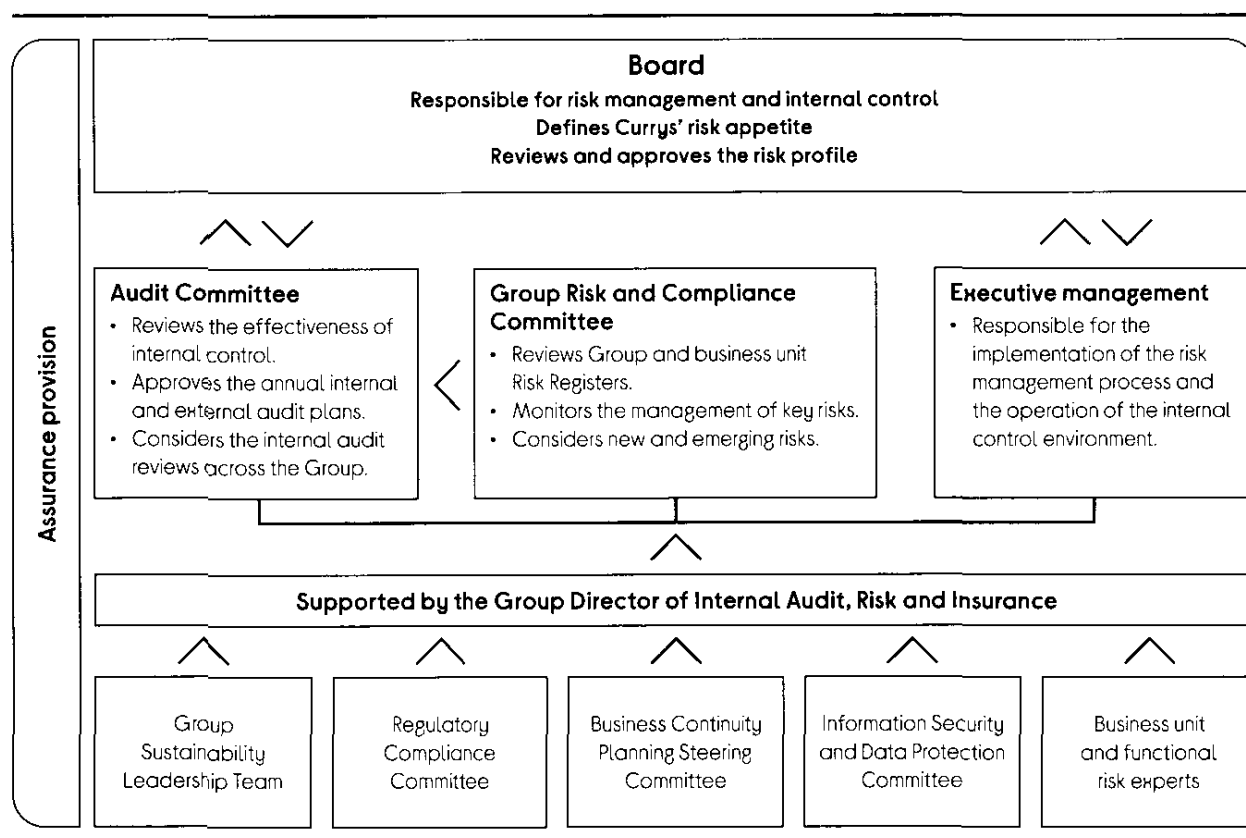 Board
Responsible for risk management and internal control
Defines Currys' risk appetite
Reviews and approves the risk profile
Assurance provision
Audit Committee
• Reviews the effectiveness of
internal control.
• Approves the annual internal
and external audit plans.
• Considers the internal audit
reviews across the Group.
Group Risk and Compliance
Committee
• Reviews Group and business unit
Risk Registers.
• Monitors the management of key risks.
• Considers new and emerging risks.
Executive management
• Responsible for the
implementation of the risk
management process and
the operation of the internal
control environment.
Supported by the Group Director of Internal Audit, Risk and Insurance
Group
Sustainability
Leadership Team
Regulatory
Compliance
Committee
Business Continuity
Planning Steering
Committee
Information Security
and Data Protection
Committee
Business unit
and functional
risk experts